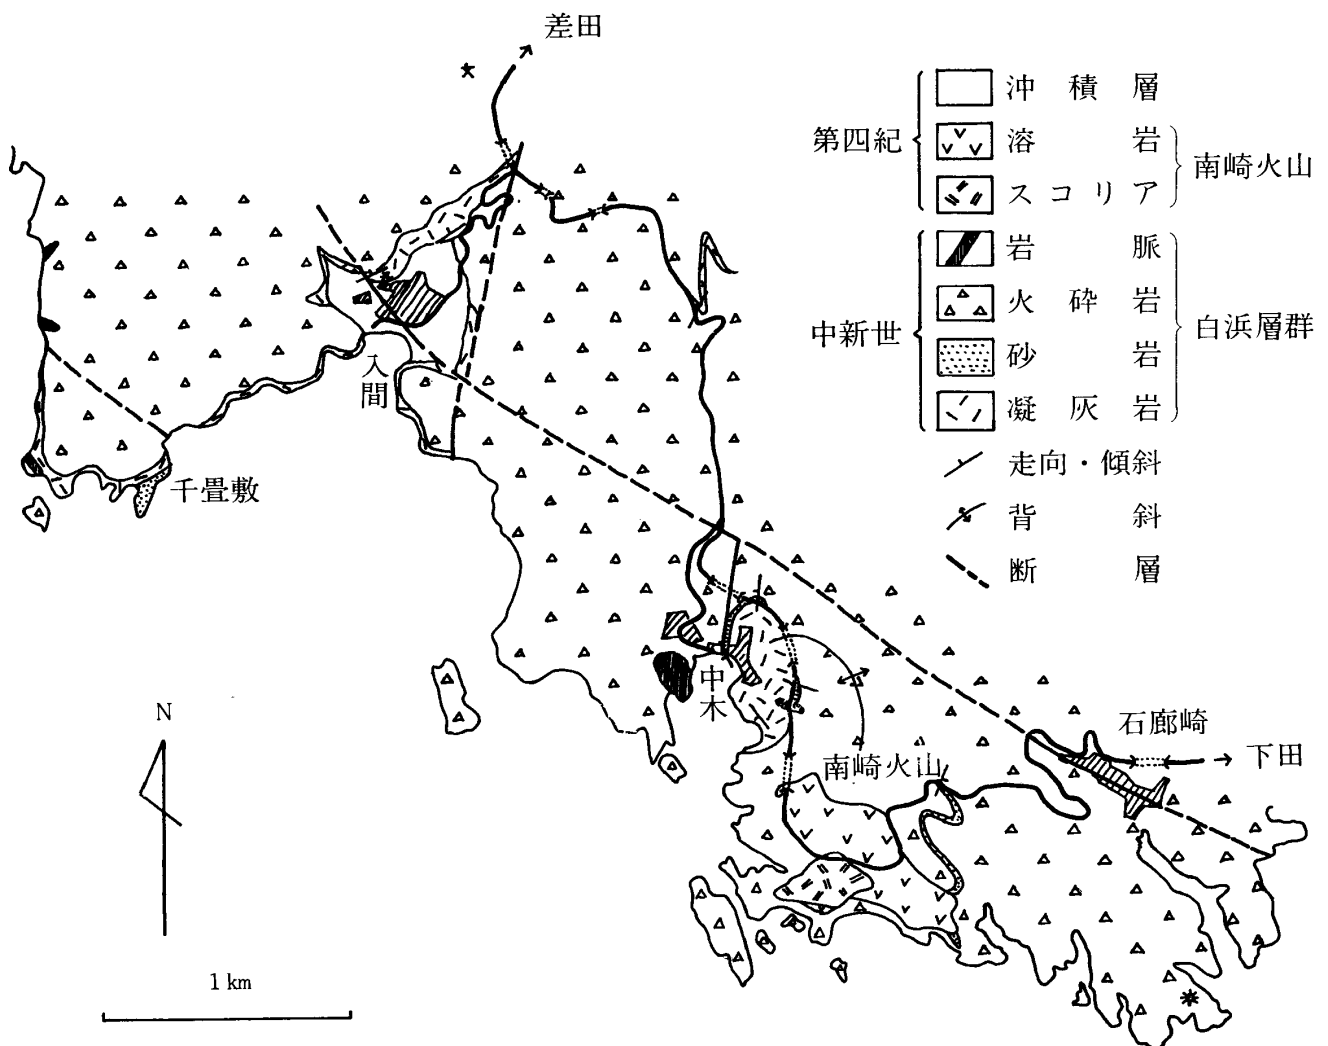 差田
第四紀
沖積層
溶岩
スコリア
南崎火山
中新世
岩脈
火砕岩
砂岩
凝灰岩
白浜層群
走向・傾斜
背斜
断層
入間
千畳敷
中木
南崎火山
石廊崎
下田
N
1 km